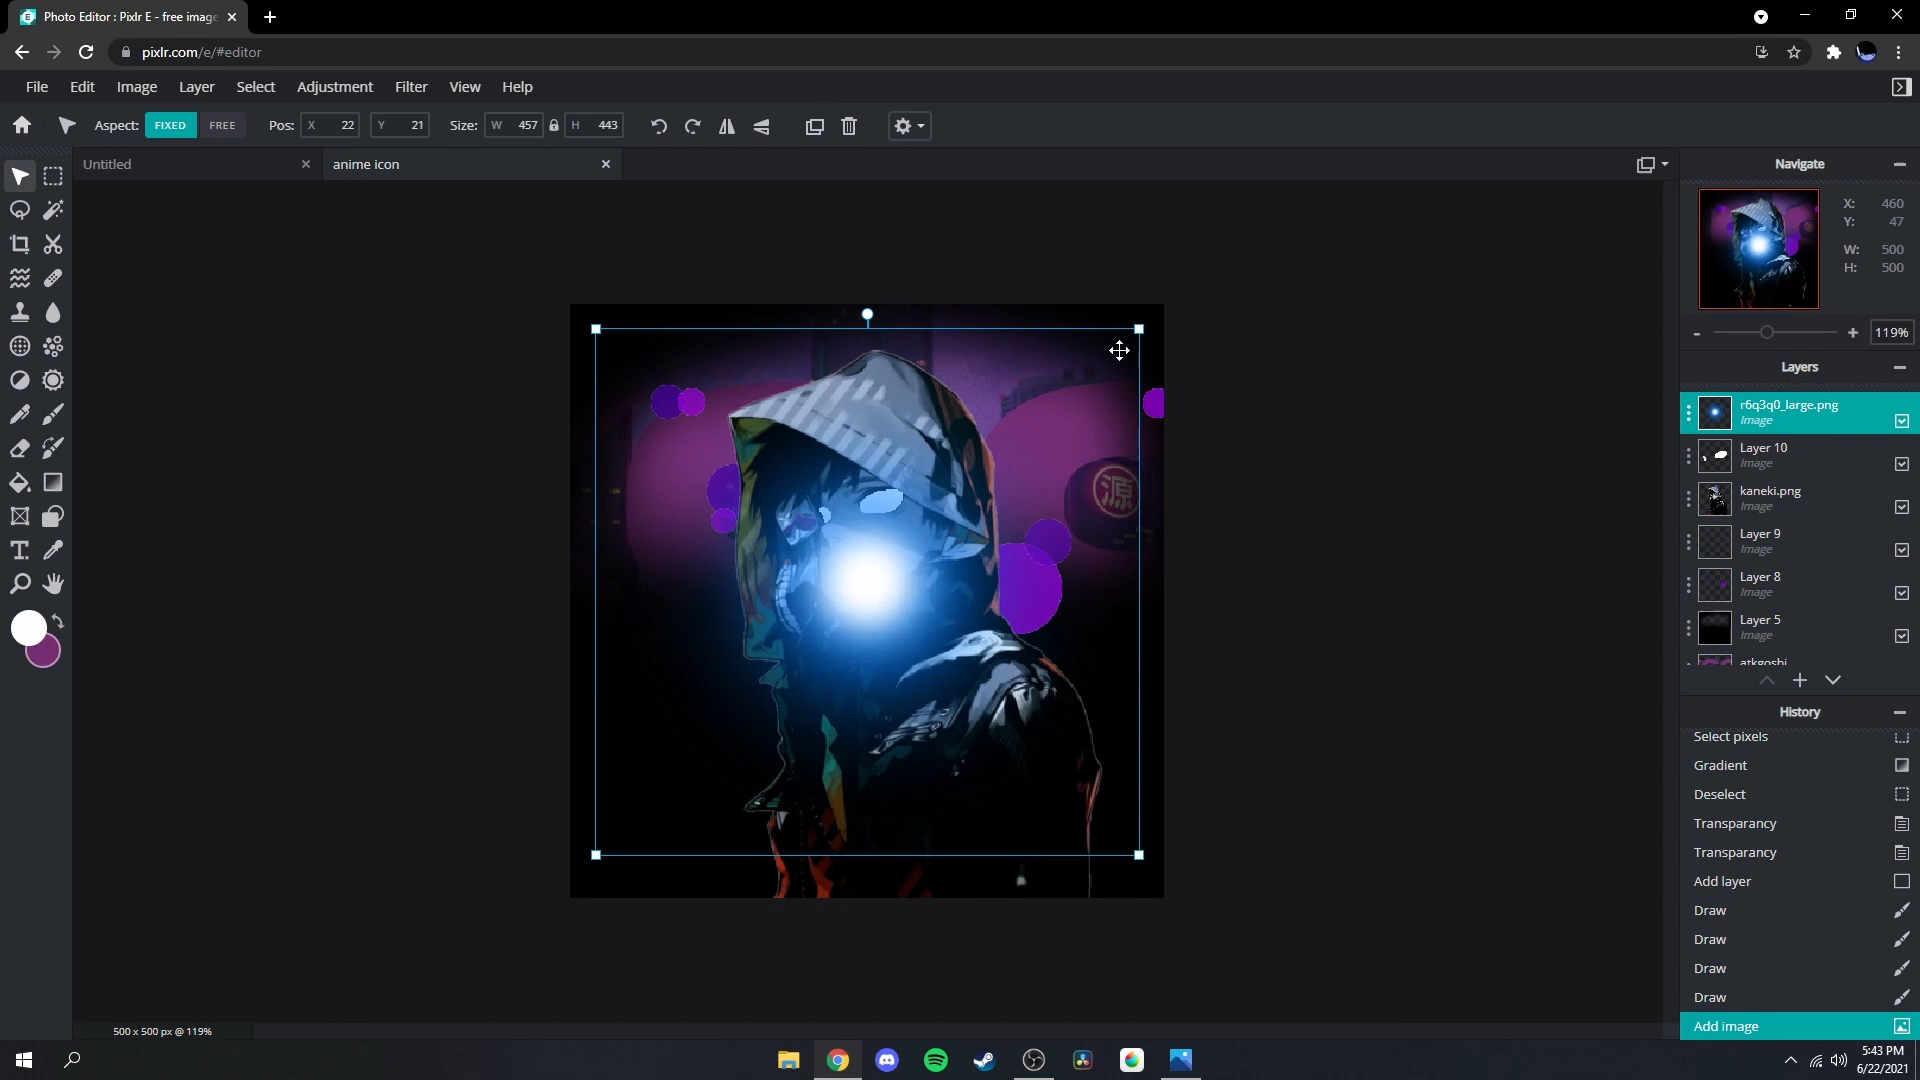 Photo Editor : Pixlr E - free image
pixlr.com/e/#editor
File Edit Image Layer Select Adjustment Filter View Help
Aspect: FIXED FREE Pos: X 22 Y 21 Size: W 457 H 443
Untitled
anime icon
Navigate
X: 460
Y: 47
W: 500
H: 500
119%
Layers
r6q3q0_large.png
Image
Layer 10
Image
kaneki.png
Image
Layer 9
Image
Layer 8
Image
Layer 5
Image
atkgoshi
源
History
Select pixels
Gradient
Deselect
Transparancy
Transparancy
Add layer
Draw
Draw
Draw
Draw
Add image
500 x 500 px @ 119%
5:43 PM
6/22/2021